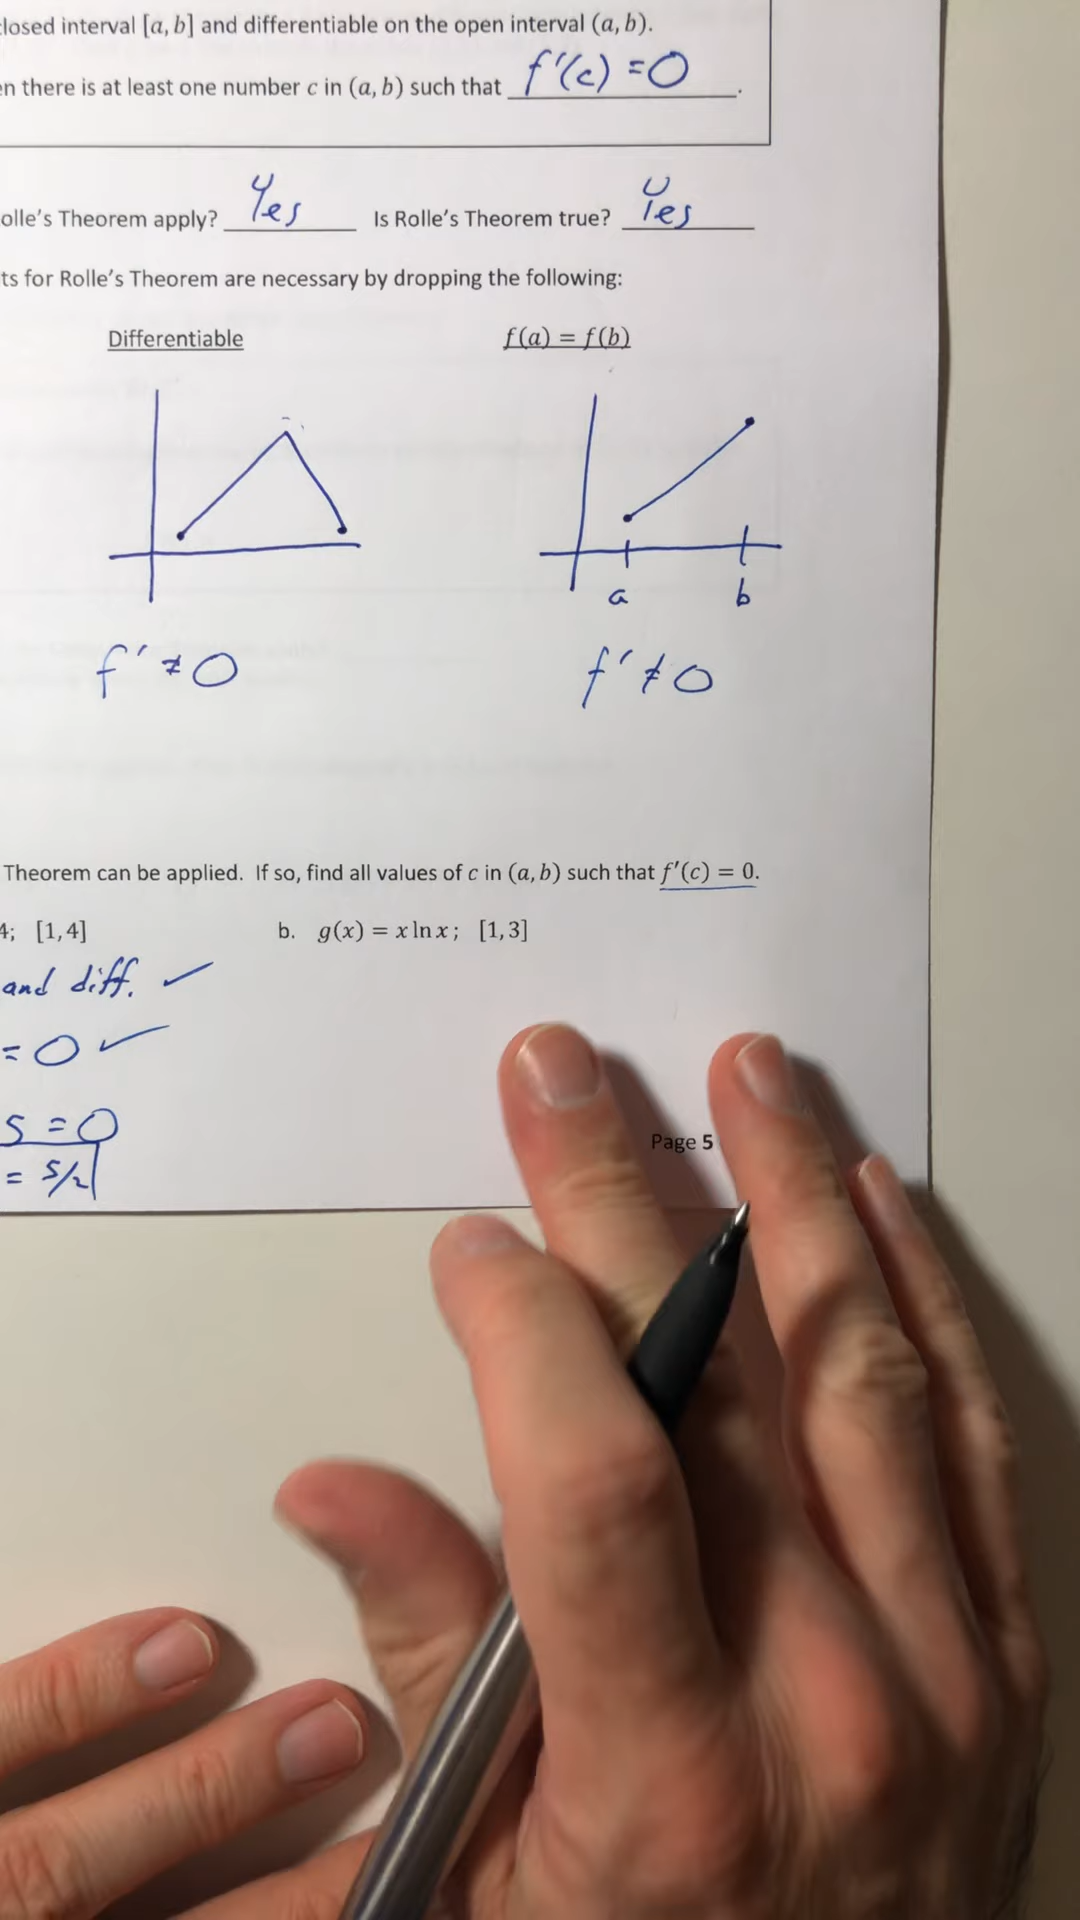 closed interval [a, b] and differentiable on the open interval (a, b).
en there is at least one number c in (a, b) such that f'(c) = 0.
olle's Theorem apply? Yes Is Rolle's Theorem true? Yes
ts for Rolle's Theorem are necessary by dropping the following:
Differentiable f(a) = f(b)
a b
f' ≠ 0 f' ≠ 0
Theorem can be applied. If so, find all values of c in (a, b) such that f'(c) = 0.
4; [1, 4] b. g(x) = x ln x; [1, 3]
and diff. ✓
= 0 ✓
5 = 0
= 5/2
Page 5